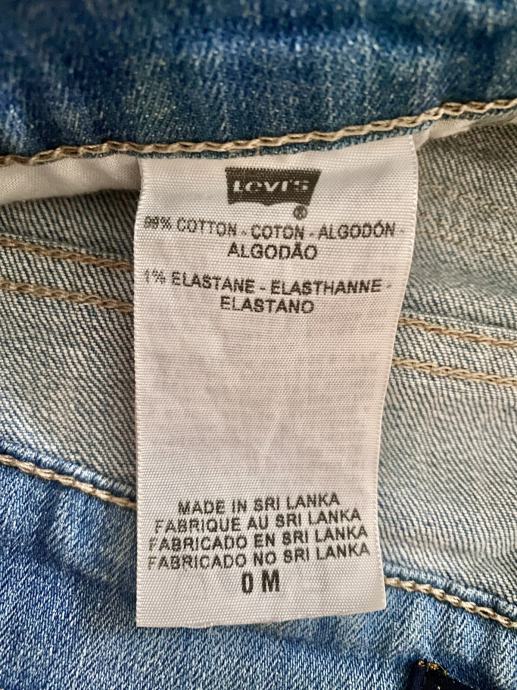 Levi's
®
99% COTTON - COTON - ALGODÓN -
ALGODÃO
1% ELASTANE - ELASTHANNE -
ELASTANO
MADE IN SRI LANKA
FABRIQUE AU SRI LANKA
FABRICADO EN SRI LANKA
FABRICADO NO SRI LANKA
0 M